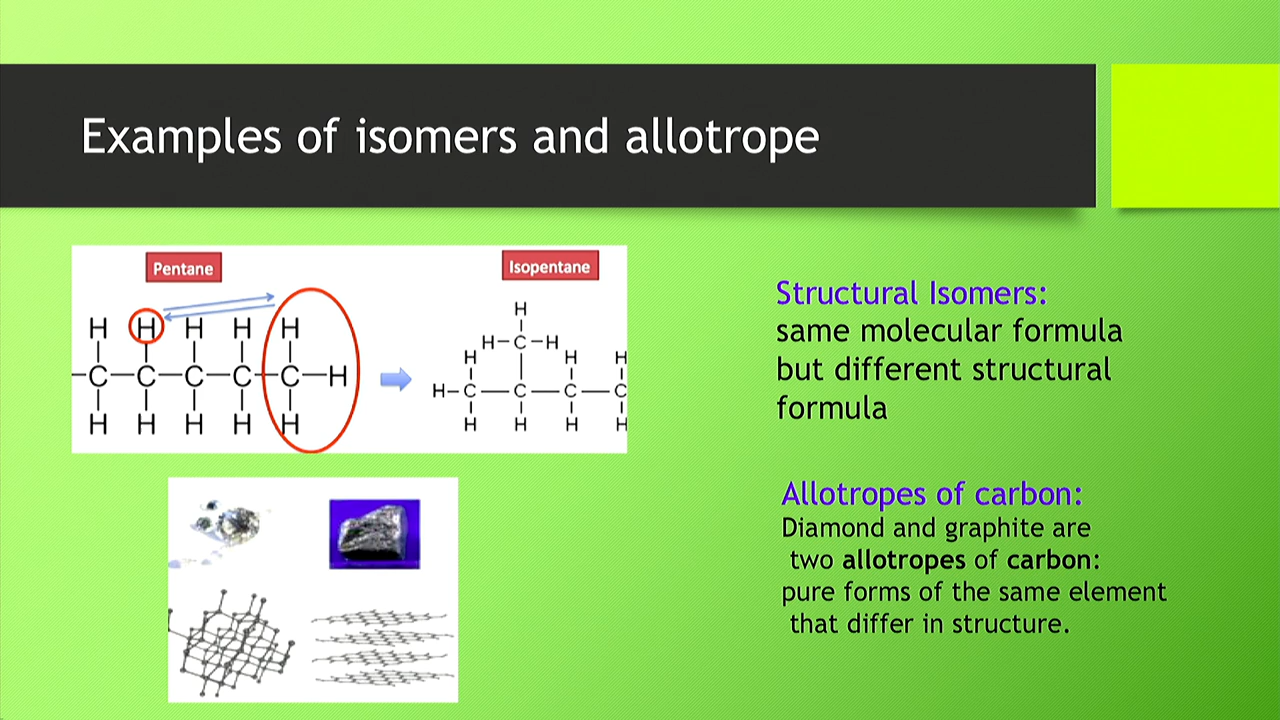 Examples of isomers and allotrope
Pentane
Isopentane
H H H H H
C C C C C H
H H H H H
H
H C H
H H H
H C C C C
H H H H
Structural Isomers:
same molecular formula
but different structural
formula
Allotropes of carbon:
Diamond and graphite are
two allotropes of carbon:
pure forms of the same element
that differ in structure.